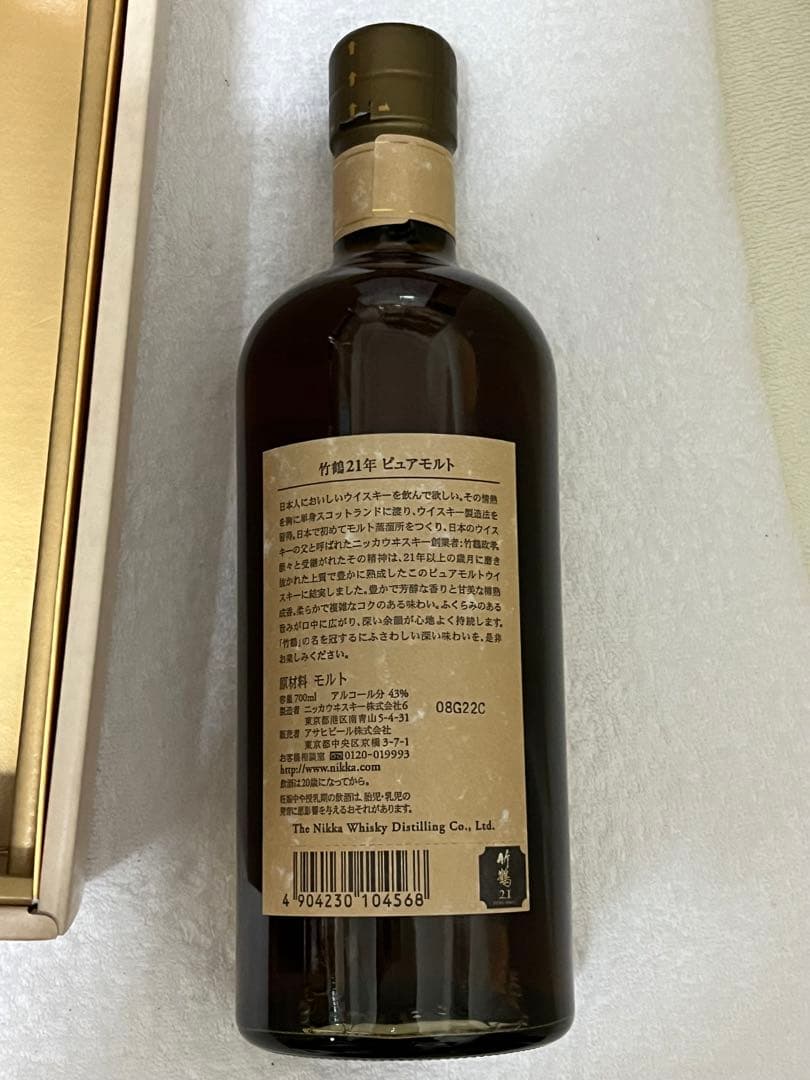 竹鶴21年 ピュアモルト
日本人においしいウイスキーを飲んで欲しい。その情熱
を胸に単身スコットランドに渡り、ウイスキー製造法を
習得。日本で初めてモルト蒸溜所をつくり、日本のウイス
キーの父と呼ばれたニッカウヰスキー創業者:竹鶴政孝。
脈々と受継がれたその精神は、21年以上の歳月に磨き
抜かれた上質で豊かに熟成したこのピュアモルトウイ
スキーに結実しました。豊かで芳醇な香りと甘美な樽熟
成香。柔らかで複雑なコクのある味わい。ふくらみのある
旨みが口中に広がり、深い余韻が心地よく持続します。
「竹鶴」の名を冠するにふさわしい深い味わいを、是非
お楽しみください。
原材料 モルト
容量 700ml アルコール分 43%
製造者 ニッカウヰスキー株式会社6
東京都港区南青山5-4-31
08G22C
販売者 アサヒビール株式会社
東京都中央区京橋3-7-1
お客様相談室 0120-019993
http://www.nikka.com
飲酒は20歳になってから。
妊娠中や授乳期の飲酒は、胎児・乳児の
発育に悪影響を与えるおそれがあります。
The Nikka Whisky Distilling Co., Ltd.
4 904230 104568
竹鶴
21